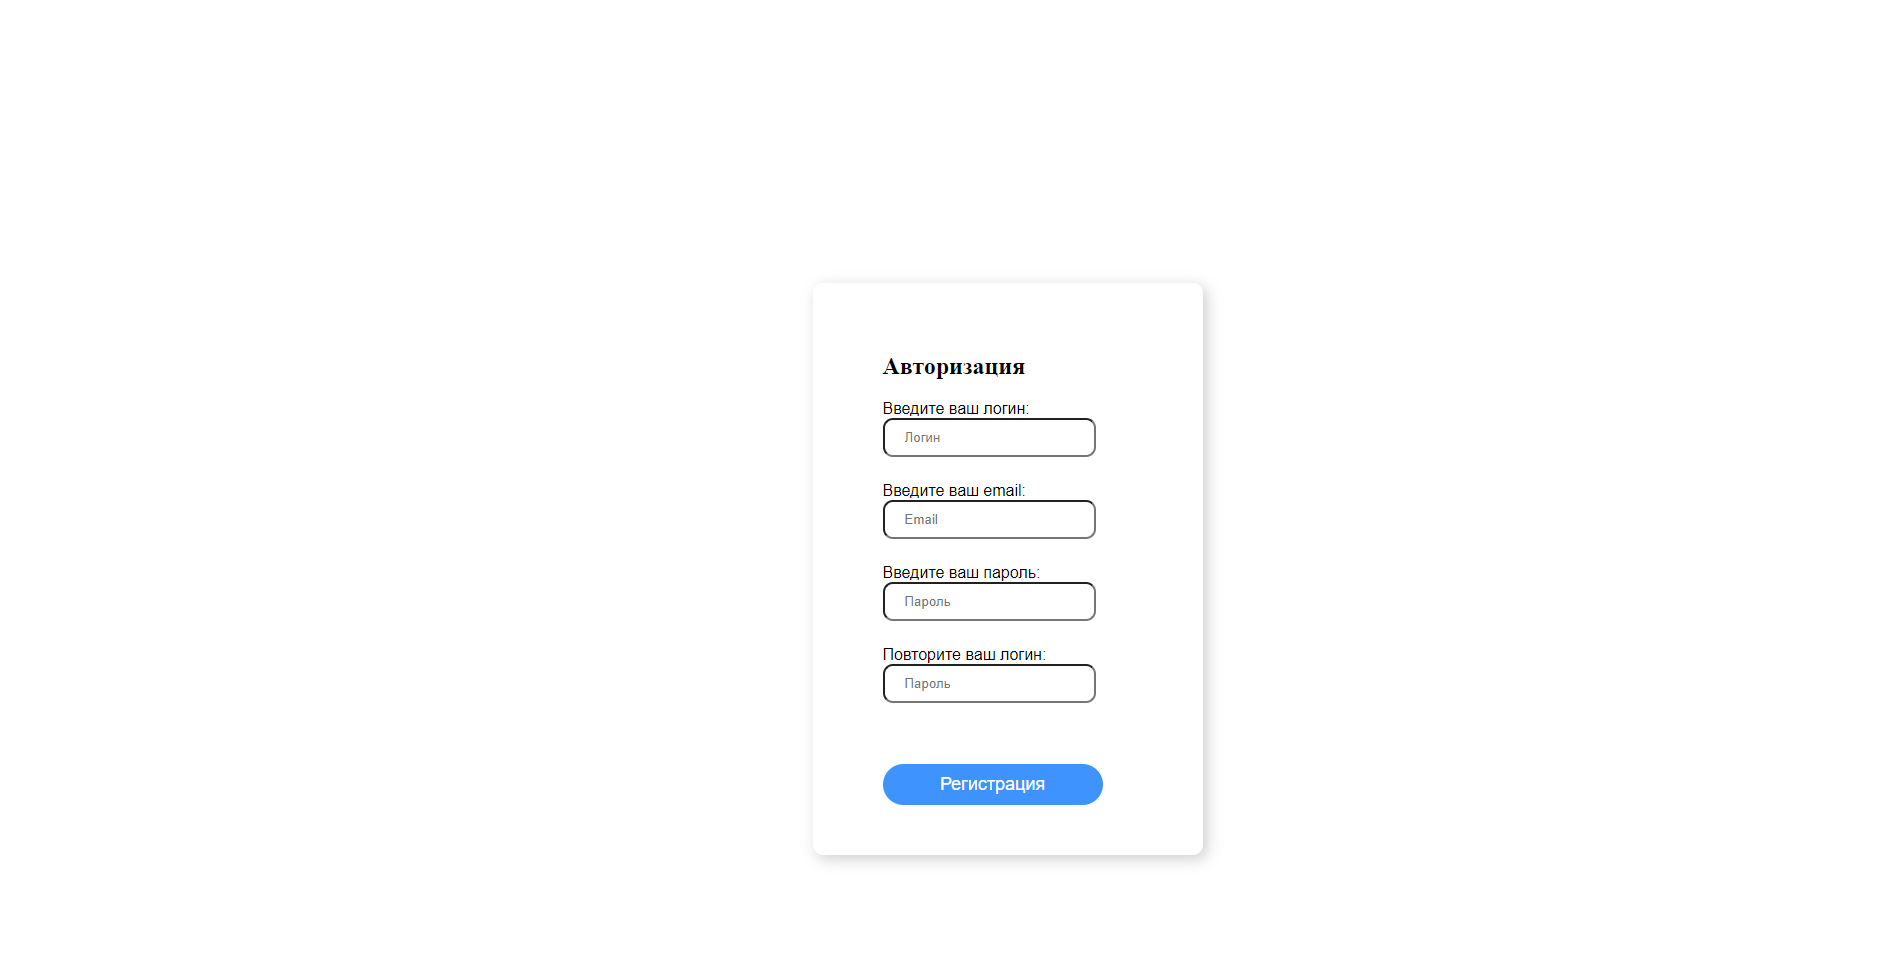 Авторизация
Введите ваш логин:
Логин
Введите ваш email:
Email
Введите ваш пароль:
Пароль
Повторите ваш логин:
Пароль
Регистрация